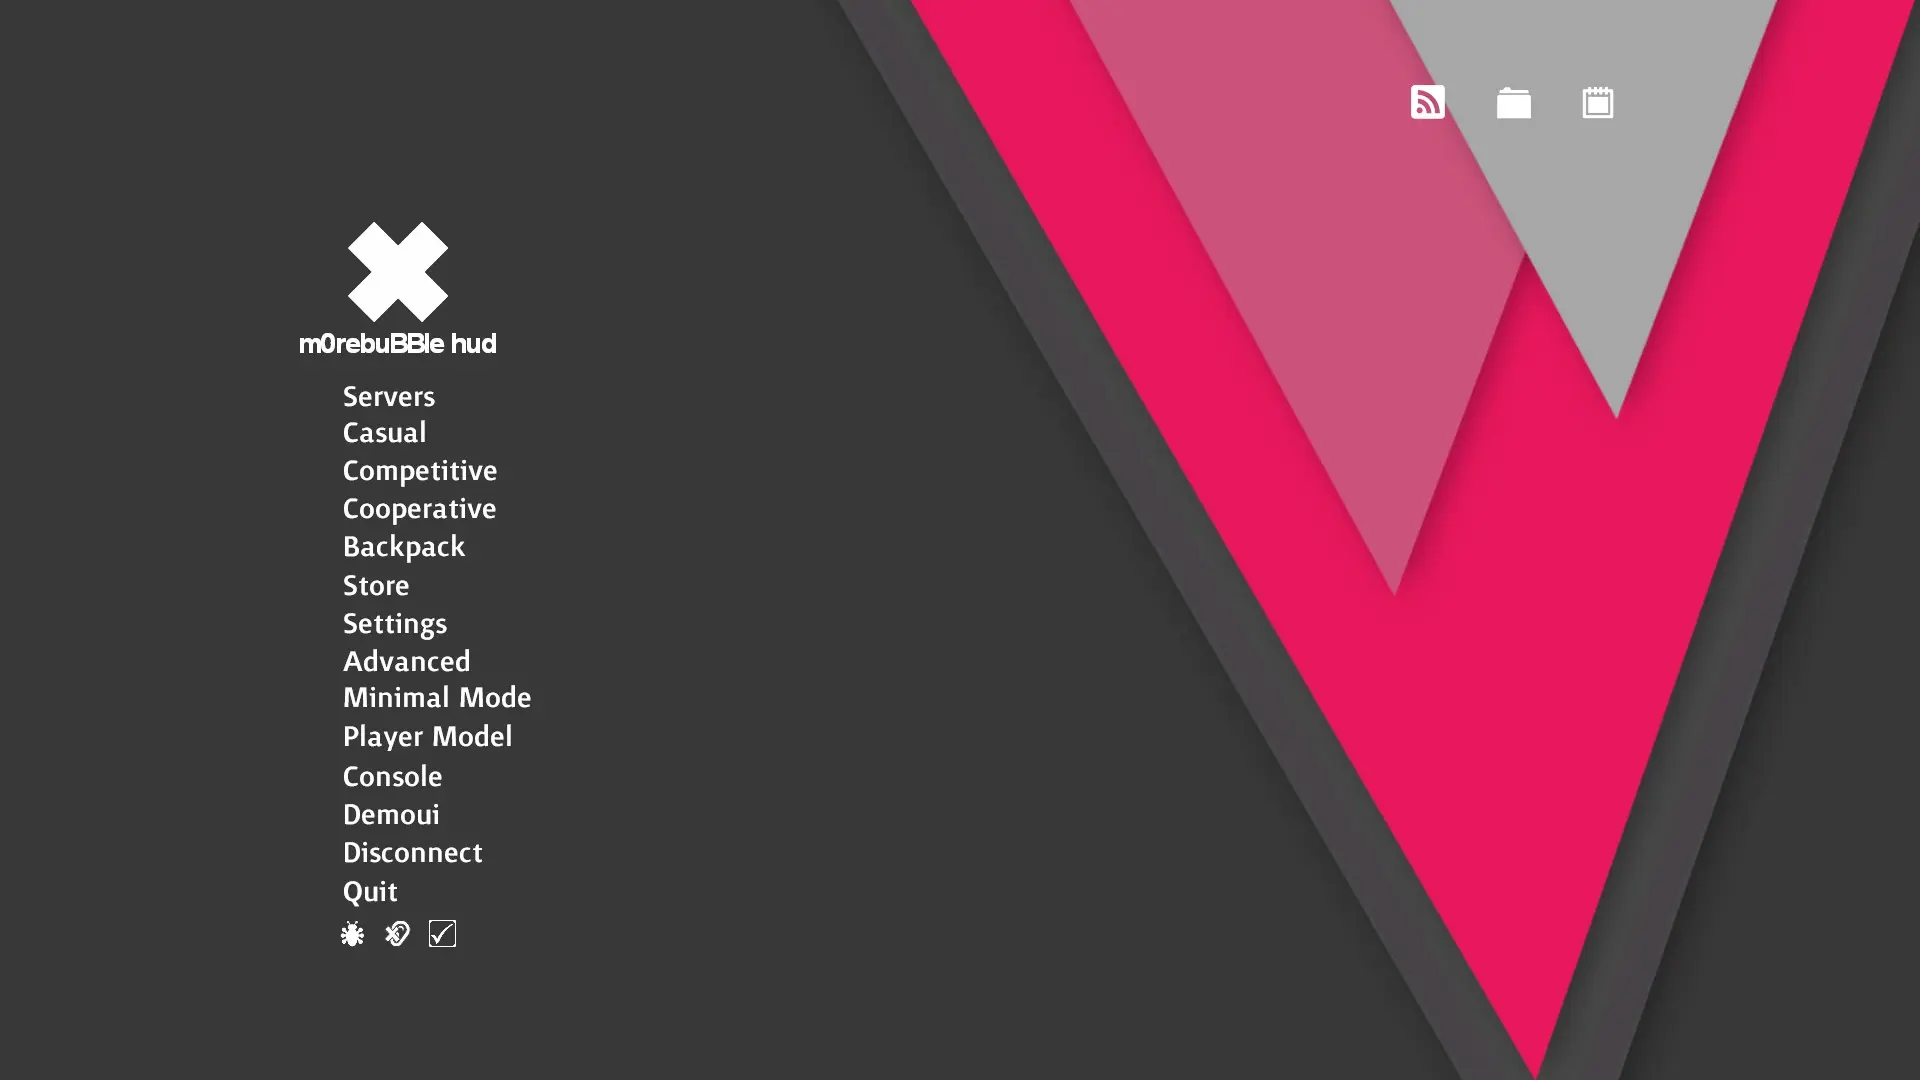 m0rebuBBle hud
Servers
Casual
Competitive
Cooperative
Backpack
Store
Settings
Advanced
Minimal Mode
Player Model
Console
Demoui
Disconnect
Quit